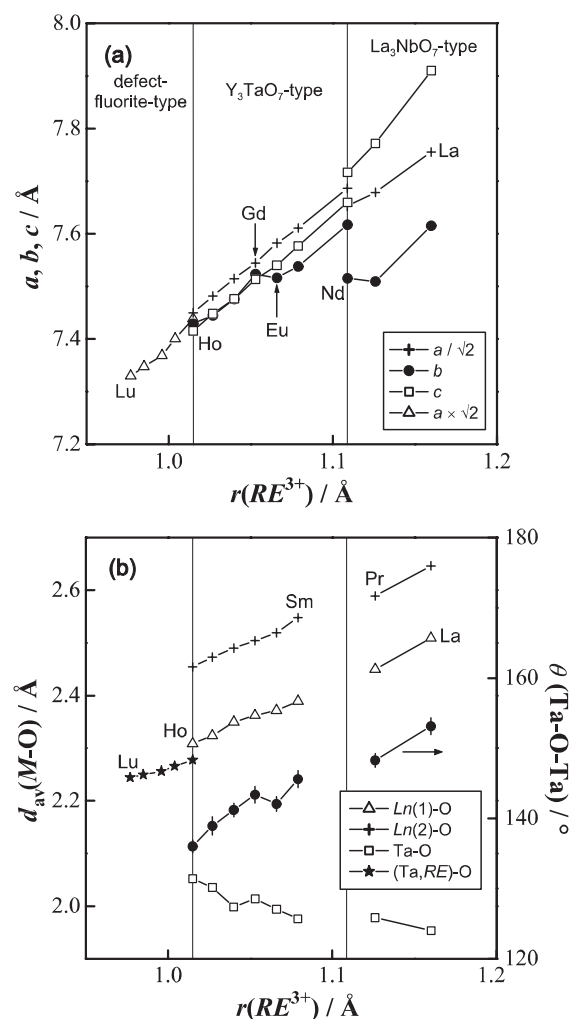 (a)
La₃NbO₇-type
defect-
fluorite-type
Y₃TaO₇-type
8.0
7.8
7.6
7.4
7.2
a, b, c / Å
La
Gd
Eu
Nd
Ho
Lu
a / √2
b
c
a × √2
1.0
1.1
1.2
r(RE³⁺) / Å
(b)
2.6
2.4
2.2
2.0
d_av(M-O) / Å
180
160
140
120
θ (Ta-O-Ta) / °
Sm
Pr
La
Ho
Lu
Ln(1)-O
Ln(2)-O
Ta-O
(Ta,RE)-O
1.0
1.1
1.2
r(RE³⁺) / Å